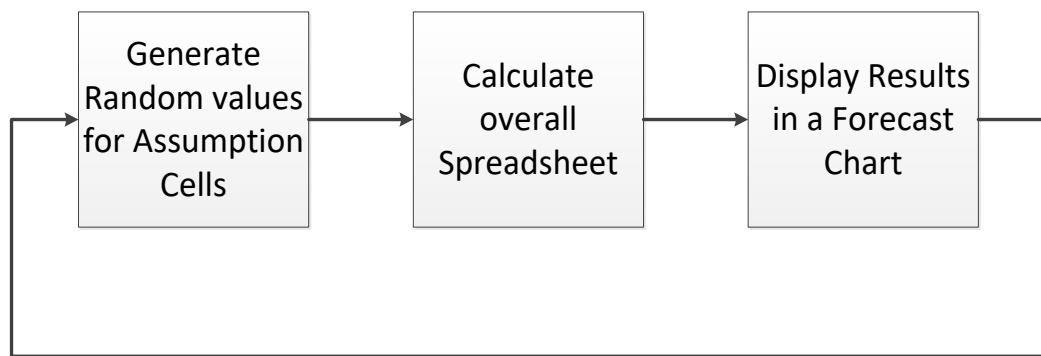 Generate
Random values
for Assumption
Cells
Calculate
overall
Spreadsheet
Display Results
in a Forecast
Chart